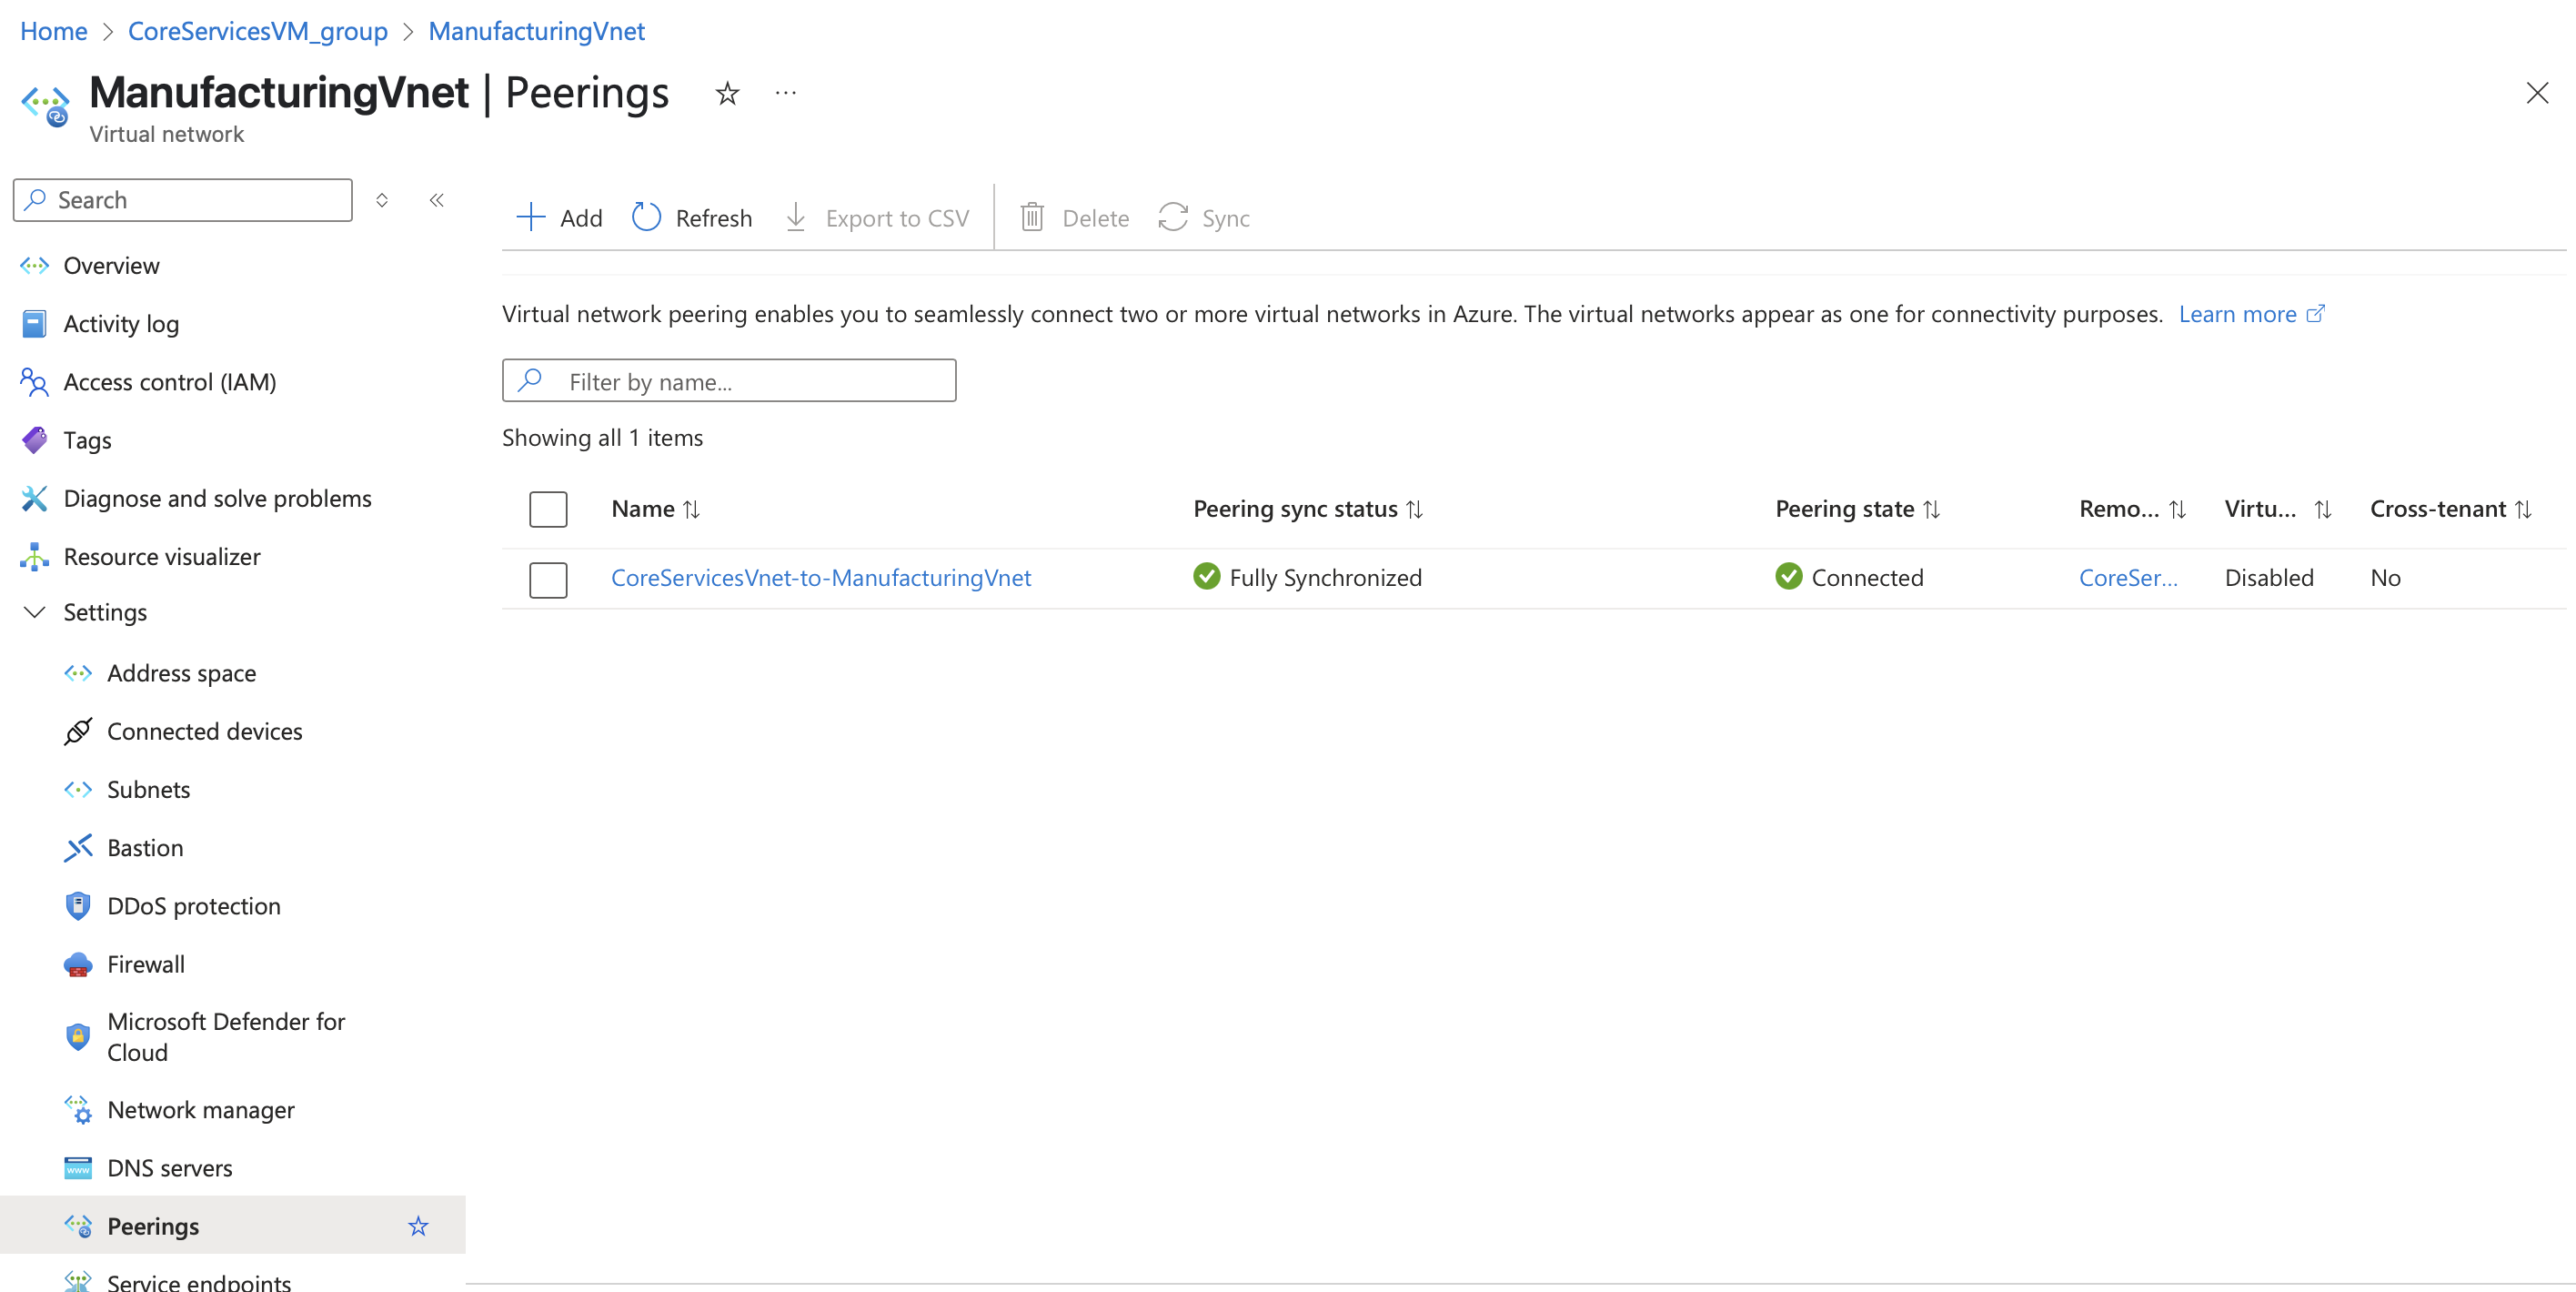 Home > CoreServicesVM_group > ManufacturingVnet
ManufacturingVnet | Peerings
Virtual network
Search
Overview
Activity log
Access control (IAM)
Tags
Diagnose and solve problems
Resource visualizer
Settings
Address space
Connected devices
Subnets
Bastion
DDoS protection
Firewall
Microsoft Defender for
Cloud
Network manager
DNS servers
Peerings
Service endpoints
Add Refresh Export to CSV Delete Sync
Virtual network peering enables you to seamlessly connect two or more virtual networks in Azure. The virtual networks appear as one for connectivity purposes. Learn more
Filter by name...
Showing all 1 items
Name Peering sync status Peering state Remo... Virtu... Cross-tenant
CoreServicesVnet-to-ManufacturingVnet Fully Synchronized Connected CoreSer... Disabled No